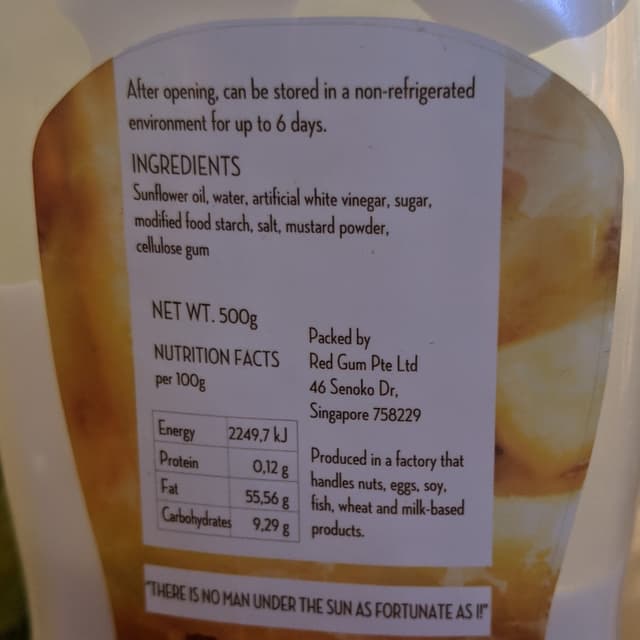 After opening, can be stored in a non-refrigerated
environment for up to 6 days.
INGREDIENTS
Sunflower oil, water, artificial white vinegar, sugar,
modified food starch, salt, mustard powder,
cellulose gum
NET WT. 500g
NUTRITION FACTS
per 100g
Energy 2249,7 kJ
Protein 0,12 g
Fat 55,56 g
Carbohydrates 9,29 g
Packed by
Red Gum Pte Ltd
46 Senoko Dr,
Singapore 758229
Produced in a factory that
handles nuts, eggs, soy,
fish, wheat and milk-based
products.
"THERE IS NO MAN UNDER THE SUN AS FORTUNATE AS I!"